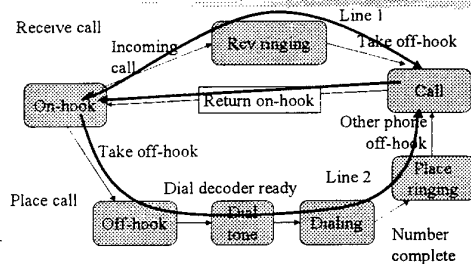 Receive call
Line 1
Incoming call
Rcv ringing
Take off-hook
Call
On-hook
Return on-hook
Other phone off-hook
Take off-hook
Place call
Dial decoder ready
Line 2
Place ringing
Off-hook
Dial tone
Dialing
Number complete